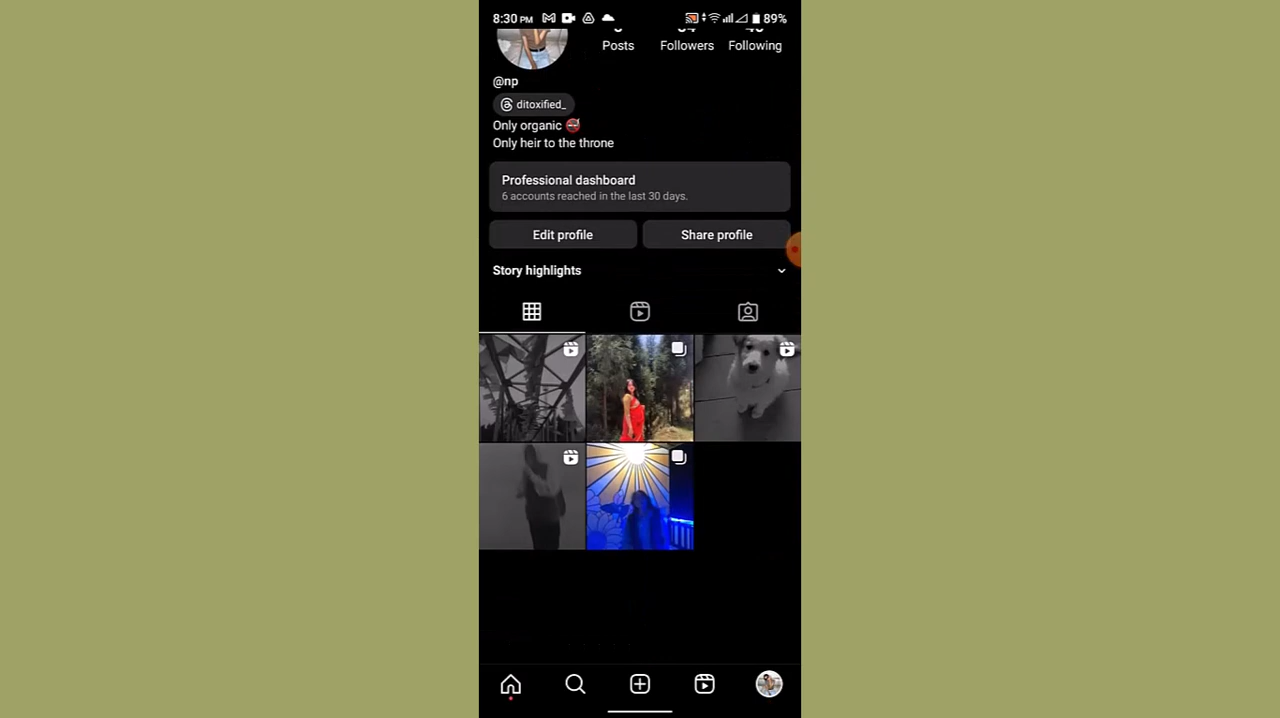 8:30 PM 89%
Posts Followers Following
@np
ditoxified_
Only organic
Only heir to the throne
Professional dashboard
6 accounts reached in the last 30 days.
Edit profile Share profile
Story highlights